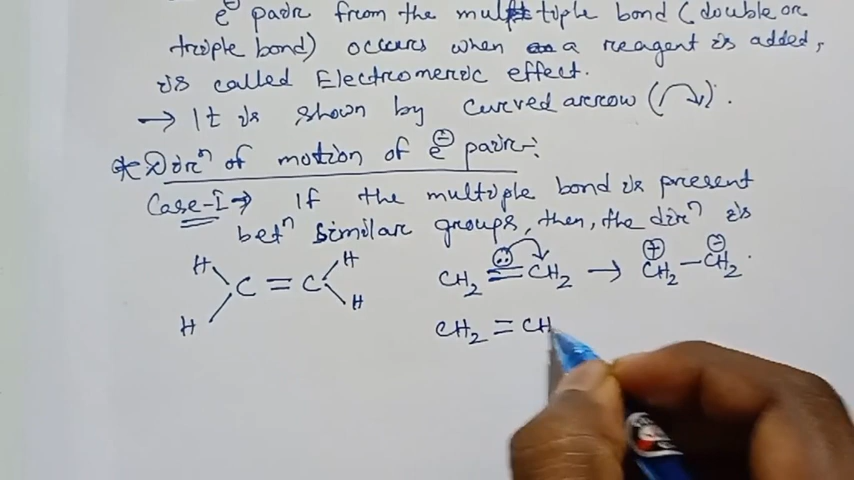 e⊖ pair from the multiple bond (double or
triple bond) occurs when a reagent is added,
is called Electromeric effect.
→ It is shown by curved arrow (↷).
* Dirⁿ of motion of e⊖ pair:
Case-I → If the multiple bond is present
betⁿ similar groups, then, the dirⁿ is
H H
C = C
H H
CH₂ = CH₂ → ⊕CH₂ – ⊖CH₂.
CH₂ = CH